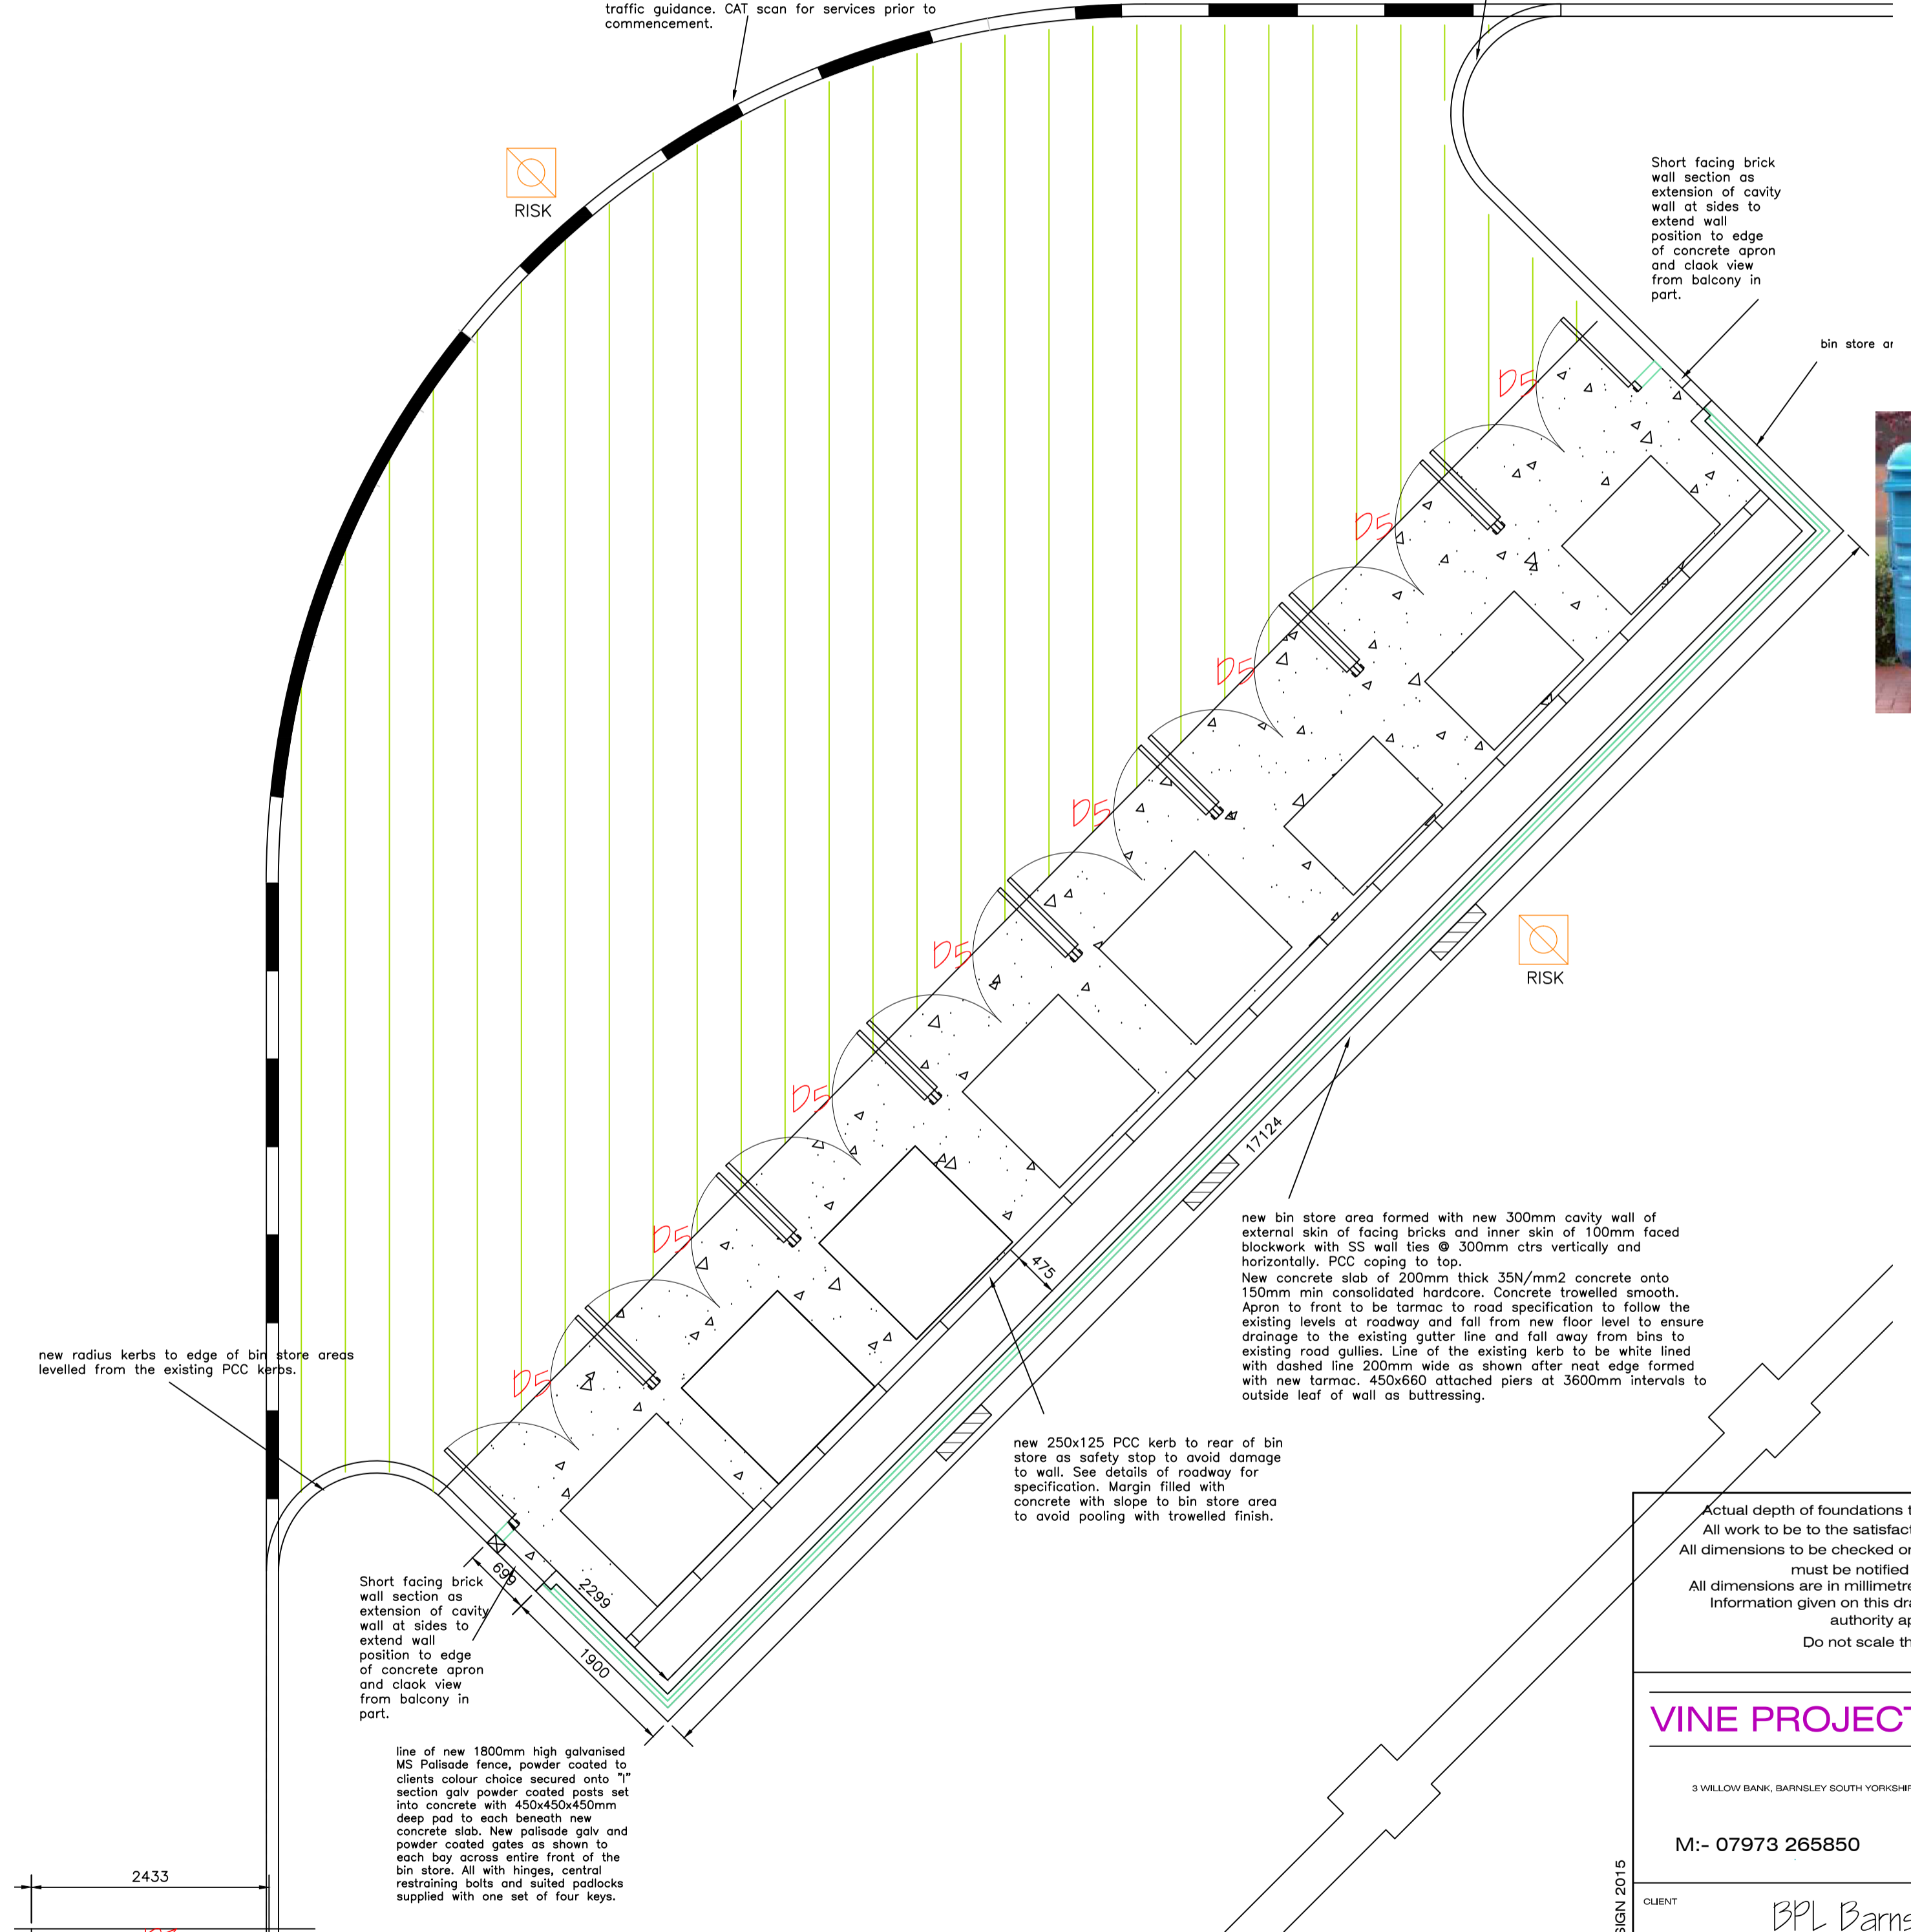 traffic guidance. CAT scan for services prior to
commencement.
RISK
Short facing brick
wall section as
extension of cavity
wall at sides to
extend wall
position to edge
of concrete apron
and claok view
from balcony in
part.
bin store
D5
D5
D5
D5
D5
D5
D5
D5
RISK
17124
475
new bin store area formed with new 300mm cavity wall of
external skin of facing bricks and inner skin of 100mm faced
blockwork with SS wall ties @ 300mm ctrs vertically and
horizontally. PCC coping to top.
New concrete slab of 200mm thick 35N/mm2 concrete onto
150mm min consolidated hardcore. Concrete trowelled smooth.
Apron to front to be tarmac to road specification to follow the
existing levels at roadway and fall from new floor level to ensure
drainage to the existing gutter line and fall away from bins to
existing road gullies. Line of the existing kerb to be white lined
with dashed line 200mm wide as shown after neat edge formed
with new tarmac. 450x660 attached piers at 3600mm intervals to
outside leaf of wall as buttressing.
new radius kerbs to edge of bin store areas
levelled from the existing PCC kerbs.
new 250x125 PCC kerb to rear of bin
store as safety stop to avoid damage
to wall. See details of roadway for
specification. Margin filled with
concrete with slope to bin store area
to avoid pooling with trowelled finish.
699
2299
1900
Short facing brick
wall section as
extension of cavity
wall at sides to
extend wall
position to edge
of concrete apron
and claok view
from balcony in
part.
line of new 1800mm high galvanised
MS Palisade fence, powder coated to
clients colour choice secured onto "I"
section galv powder coated posts set
into concrete with 450x450x450mm
deep pad to each beneath new
concrete slab. New palisade galv and
powder coated gates as shown to
each bay across entire front of the
bin store. All with hinges, central
restraining bolts and suited padlocks
supplied with one set of four keys.
2433
Actual depth of foundations
All work to be to the
All dimensions to be checked
must be notified
All dimensions are in
Information given on this
authority
Do not scale
VINE PROJECT
3 WILLOW BANK, BARNSLEY SOUTH
M:- 07973 265850
2015
CLIENT
BPL